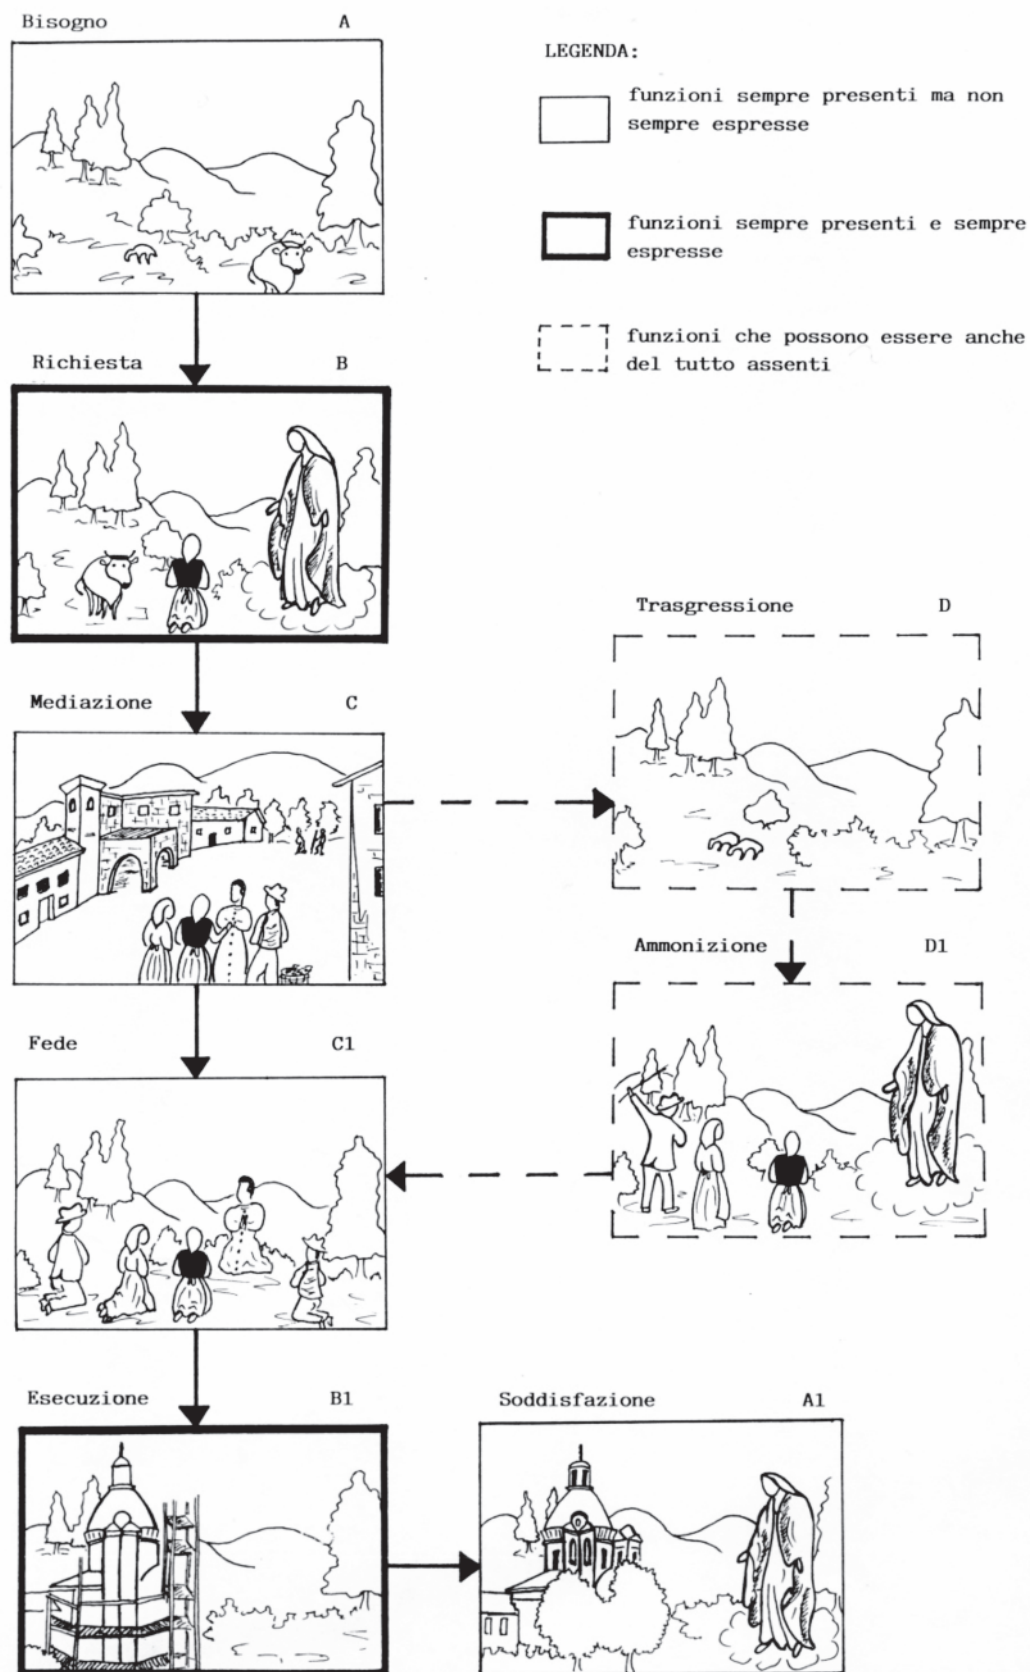 Bisogno A
LEGENDA:
funzioni sempre presenti ma non
sempre espresse
funzioni sempre presenti e sempre
espresse
funzioni che possono essere anche
del tutto assenti
Richiesta B
Mediazione C
Trasgressione D
Ammonizione D1
Fede C1
Esecuzione B1
Soddisfazione A1